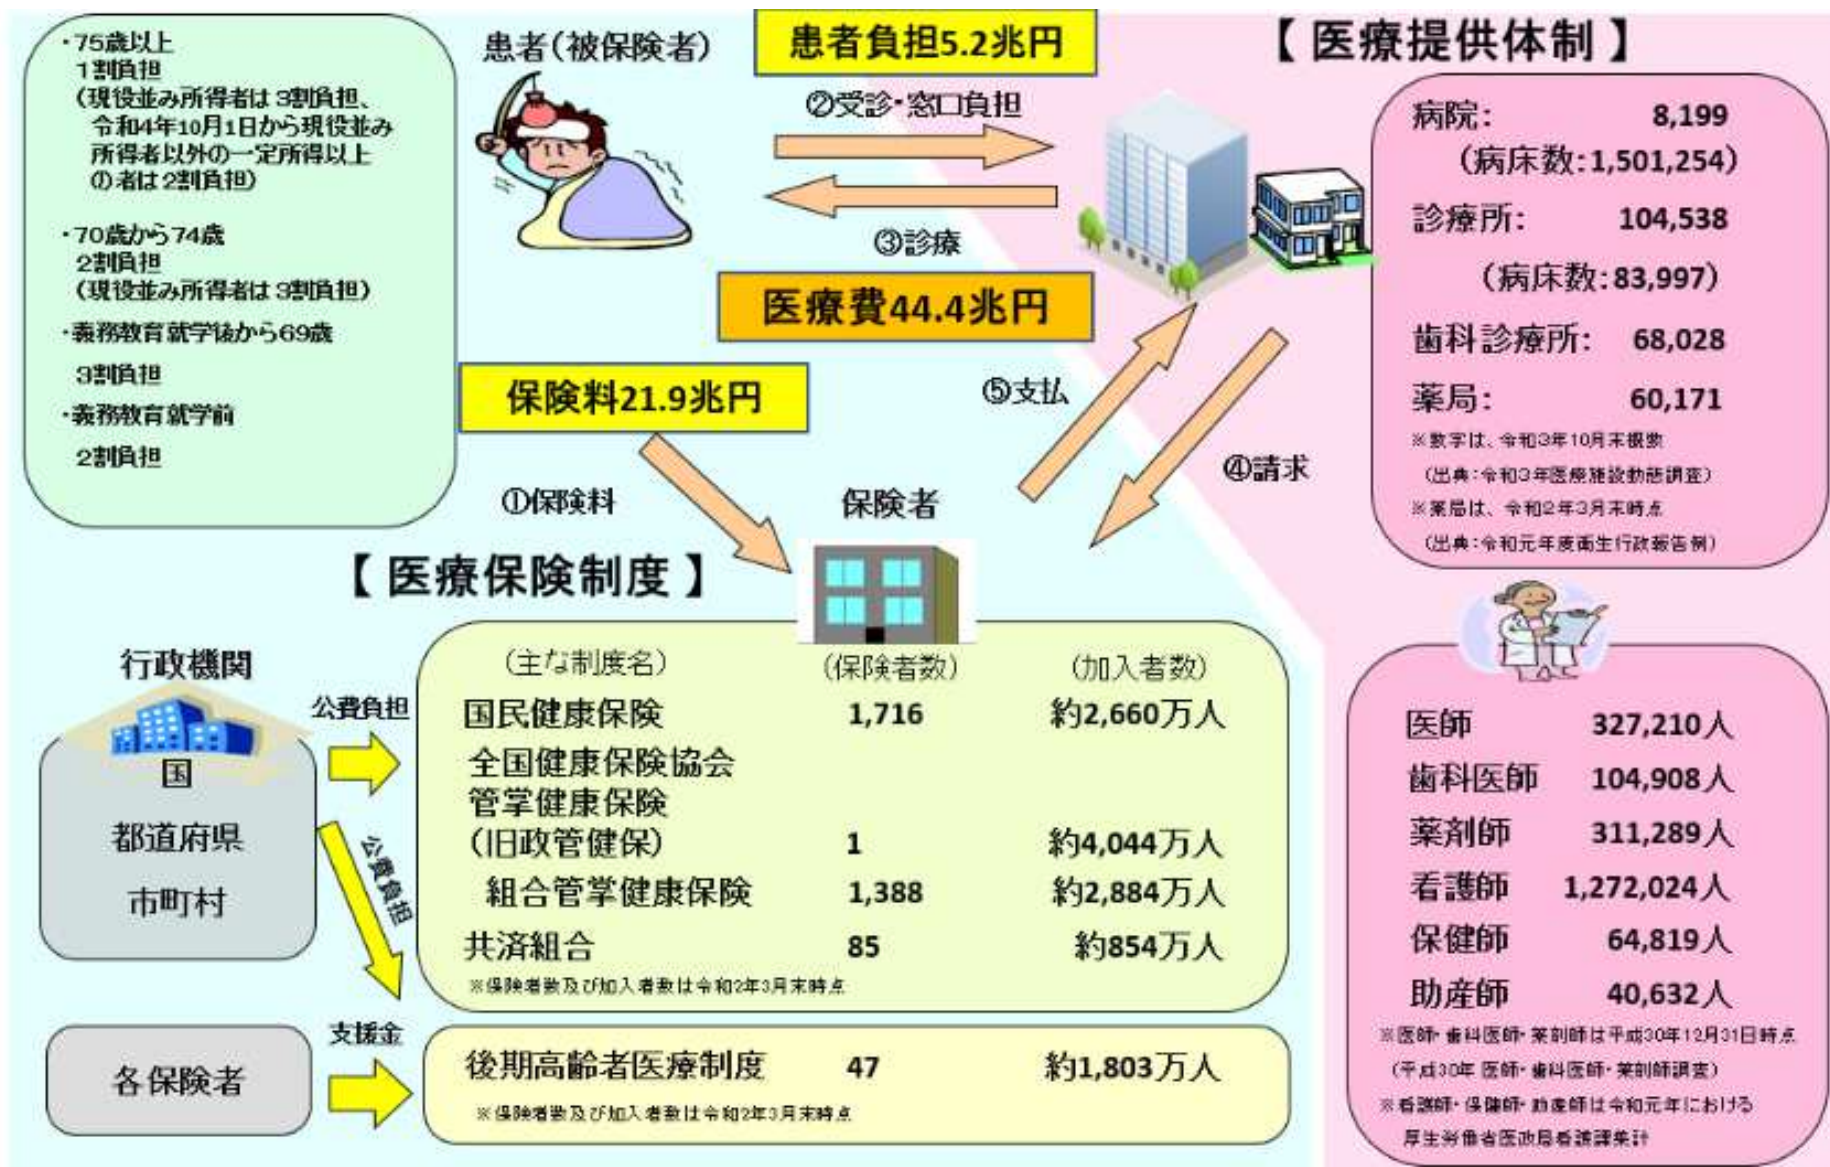 ・75歳以上
1割負担
(現役並み所得者は3割負担、
令和4年10月1日から現役並み
所得者以外の一定所得以上
の者は2割負担)
・70歳から74歳
2割負担
(現役並み所得者は3割負担)
・義務教育就学後から69歳
3割負担
・義務教育就学前
2割負担
患者(被保険者)
患者負担5.2兆円
②受診・窓口負担
③診療
医療費44.4兆円
保険料21.9兆円
①保険料
⑤支払
④請求
保険者
【 医療提供体制 】
病院: 8,199
(病床数:1,501,254)
診療所: 104,538
(病床数:83,997)
歯科診療所: 68,028
薬局: 60,171
※数字は、令和3年10月末概数
(出典:令和3年医療施設動態調査)
※薬局は、令和2年3月末時点
(出典:令和元年度衛生行政報告例)
【 医療保険制度 】
行政機関
国
都道府県
市町村
公費負担
公費負担
(主な制度名) (保険者数) (加入者数)
国民健康保険 1,716 約2,660万人
全国健康保険協会
管掌健康保険
(旧政管健保) 1 約4,044万人
組合管掌健康保険 1,388 約2,884万人
共済組合 85 約854万人
※保険者数及び加入者数は令和2年3月末時点
各保険者
支援金
後期高齢者医療制度 47 約1,803万人
※保険者数及び加入者数は令和2年3月末時点
医師 327,210人
歯科医師 104,908人
薬剤師 311,289人
看護師 1,272,024人
保健師 64,819人
助産師 40,632人
※医師・歯科医師・薬剤師は平成30年12月31日時点
(平成30年 医師・歯科医師・薬剤師調査)
※看護師・保健師・助産師は令和元年における
厚生労働省医政局看護課集計